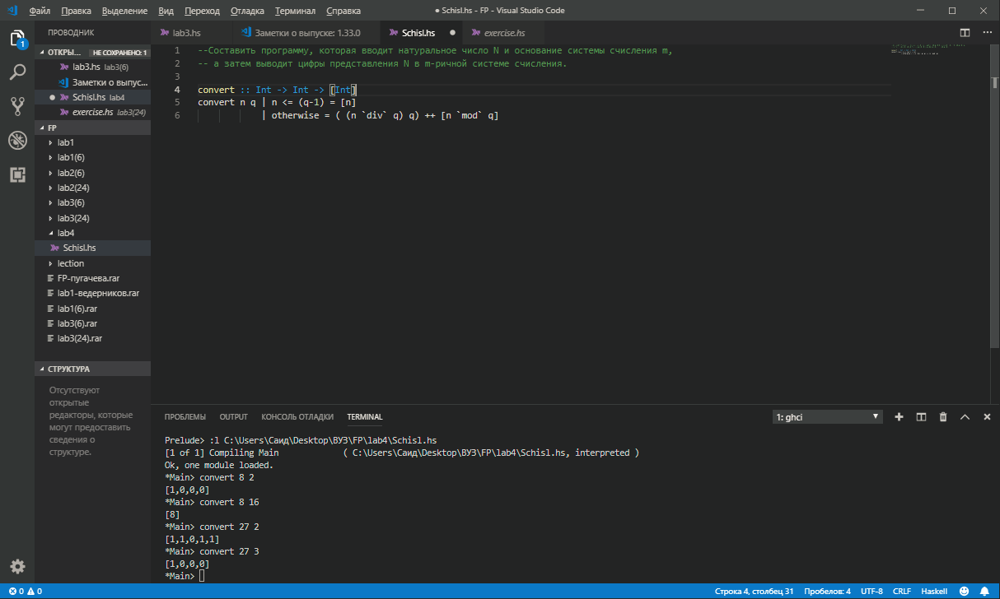 Файл Правка Выделение Вид Переход Отладка Терминал Справка
● Schisl.hs - FP - Visual Studio Code
ПРОВОДНИК
lab3.hs
Заметки о выпуске: 1.33.0
Schisl.hs ●
exercise.hs
1
ОТКРЫ... НЕ СОХРАНЕНО: 1
lab3.hs lab3(6)
Заметки о выпус...
● Schisl.hs lab4
exercise.hs lab3(24)
FP
lab1
lab1(6)
lab2(6)
lab2(24)
lab3(6)
lab3(24)
lab4
Schisl.hs
lection
FP-пугачева.rar
lab1-ведерников.rar
lab1(6).rar
lab3(6).rar
lab3(24).rar
СТРУКТУРА
Отсутствуют
открытые
редакторы, которые
могут предоставить
сведения о
структуре.
1 --Составить программу, которая вводит натуральное число N и основание системы счисления m,
2 -- а затем выводит цифры представления N в m-ричной системе счисления.
3
4 convert :: Int -> Int -> [Int]
5 convert n q | n <= (q-1) = [n]
6 | otherwise = ( (n `div` q) q) ++ [n `mod` q]
ПРОБЛЕМЫ OUTPUT КОНСОЛЬ ОТЛАДКИ TERMINAL
1: ghci
Prelude> :l C:\Users\Саид\Desktop\ВУЗ\FP\lab4\Schisl.hs
[1 of 1] Compiling Main ( C:\Users\Саид\Desktop\ВУЗ\FP\lab4\Schisl.hs, interpreted )
Ok, one module loaded.
*Main> convert 8 2
[1,0,0,0]
*Main> convert 8 16
[8]
*Main> convert 27 2
[1,1,0,1,1]
*Main> convert 27 3
[1,0,0,0]
*Main>
0 0
Строка 4, столбец 31 Пробелов: 4 UTF-8 CRLF Haskell